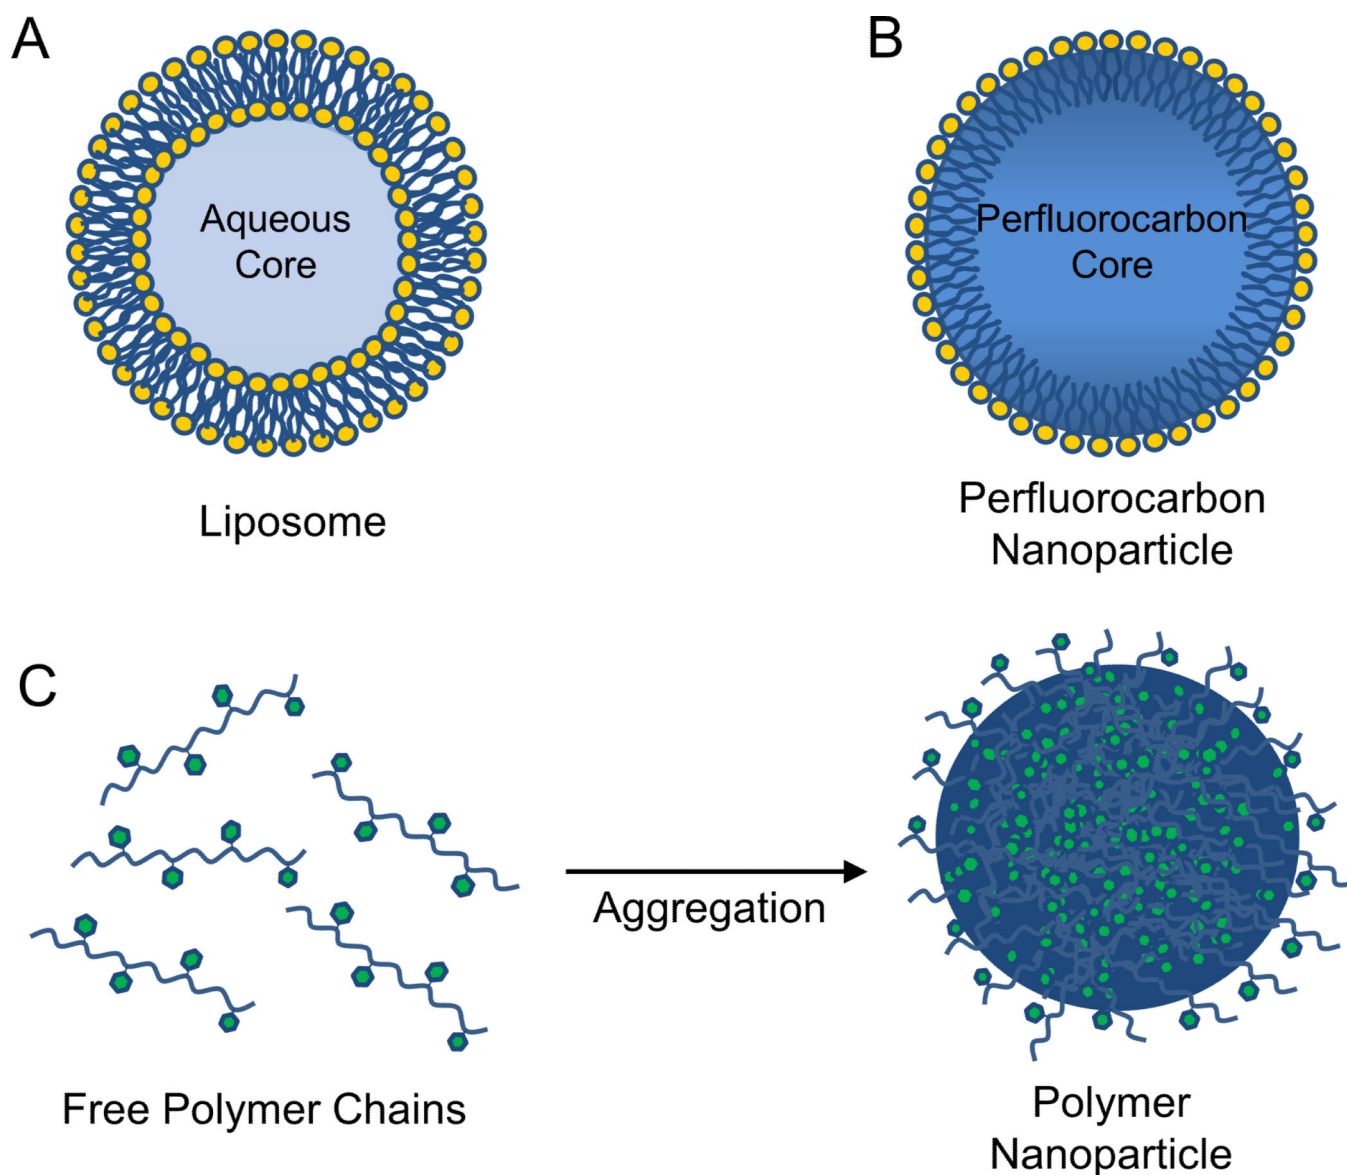 A
B
Aqueous
Core
Perfluorocarbon
Core
Liposome
Perfluorocarbon
Nanoparticle
C
Aggregation
Free Polymer Chains
Polymer
Nanoparticle